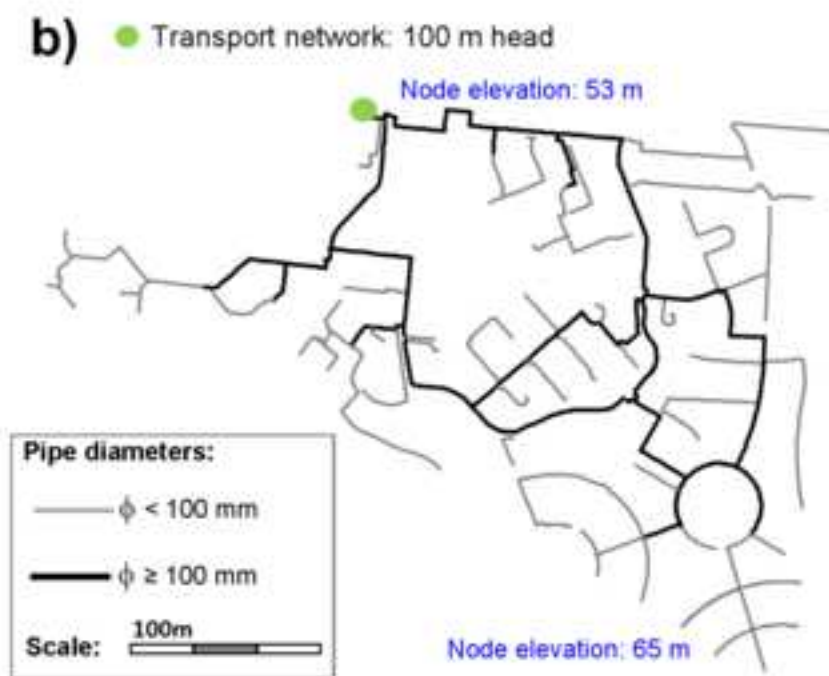 b) Transport network: 100 m head
Node elevation: 53 m
Pipe diameters:
ϕ < 100 mm
ϕ ≥ 100 mm
100m
Scale:
Node elevation: 65 m